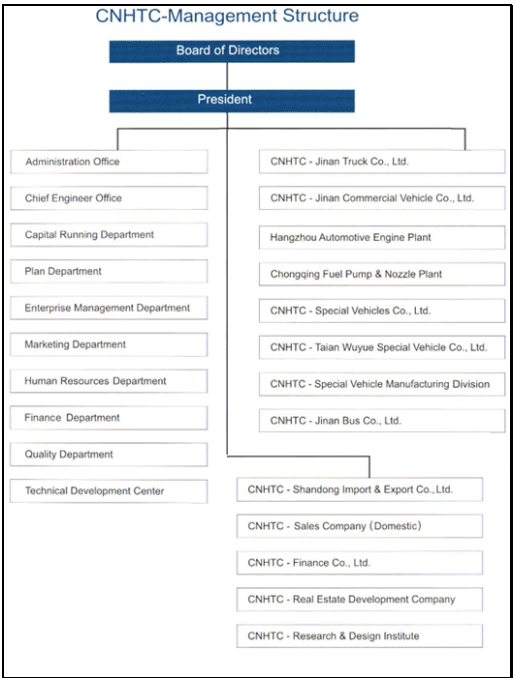 CNHTC-Management Structure
Board of Directors
President
Administration Office
Chief Engineer Office
Capital Running Department
Plan Department
Enterprise Management Department
Marketing Department
Human Resources Department
Finance Department
Quality Department
Technical Development Center
CNHTC - Jinan Truck Co., Ltd.
CNHTC - Jinan Commercial Vehicle Co., Ltd.
Hangzhou Automotive Engine Plant
Chongqing Fuel Pump & Nozzle Plant
CNHTC - Special Vehicles Co., Ltd.
CNHTC - Taian Wuyue Special Vehicle Co., Ltd.
CNHTC - Special Vehicle Manufacturing Division
CNHTC - Jinan Bus Co., Ltd.
CNHTC - Shandong Import & Export Co., Ltd.
CNHTC - Sales Company (Domestic)
CNHTC - Finance Co., Ltd.
CNHTC - Real Estate Development Company
CNHTC - Research & Design Institute